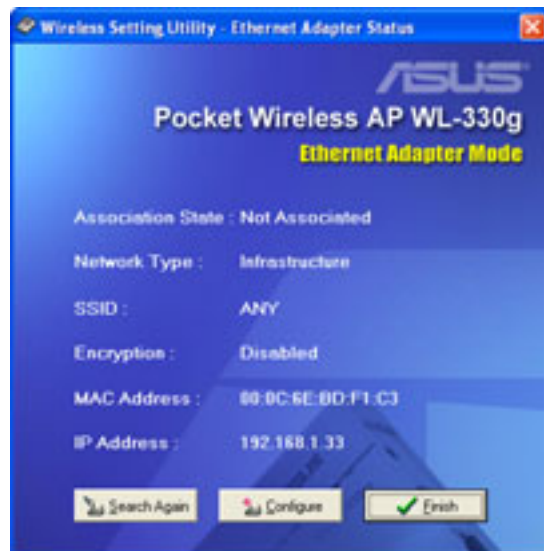 Wireless Setting Utility - Ethernet Adapter Status
ASUS
Pocket Wireless AP WL-330g
Ethernet Adapter Mode
Association State : Not Associated
Network Type : Infrastructure
SSID : ANY
Encryption : Disabled
MAC Address : 00:0C:6E:BD:F1:C3
IP Address : 192.168.1.33
Search Again Configure Finish